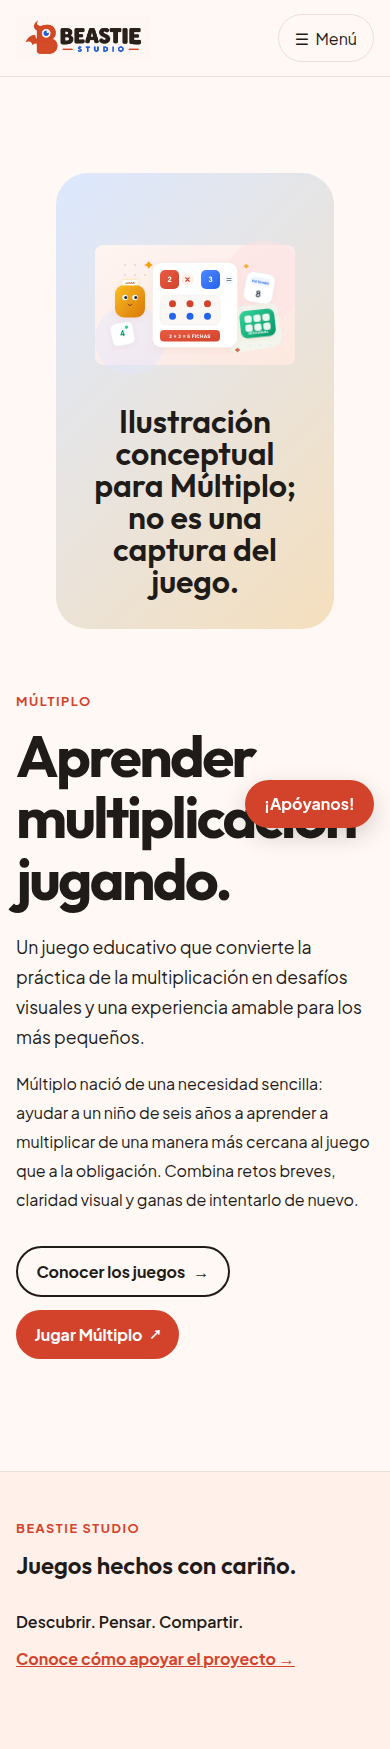 BEASTIE
STUDIO
☰ Menú
2 × 3 =
8
4
2 × 3 = 6 FICHAS
Ilustración
conceptual
para Múltiplo;
no es una
captura del
juego.
MÚLTIPLO
Aprender
jugando.
¡Apóyanos!
Un juego educativo que convierte la
práctica de la multiplicación en desafíos
visuales y una experiencia amable para los
más pequeños.
Múltiplo nació de una necesidad sencilla:
ayudar a un niño de seis años a aprender a
multiplicar de una manera más cercana al juego
que a la obligación. Combina retos breves,
claridad visual y ganas de intentarlo de nuevo.
Conocer los juegos →
Jugar Múltiplo ↗
BEASTIE STUDIO
Juegos hechos con cariño.
Descubrir. Pensar. Compartir.
Conoce cómo apoyar el proyecto →